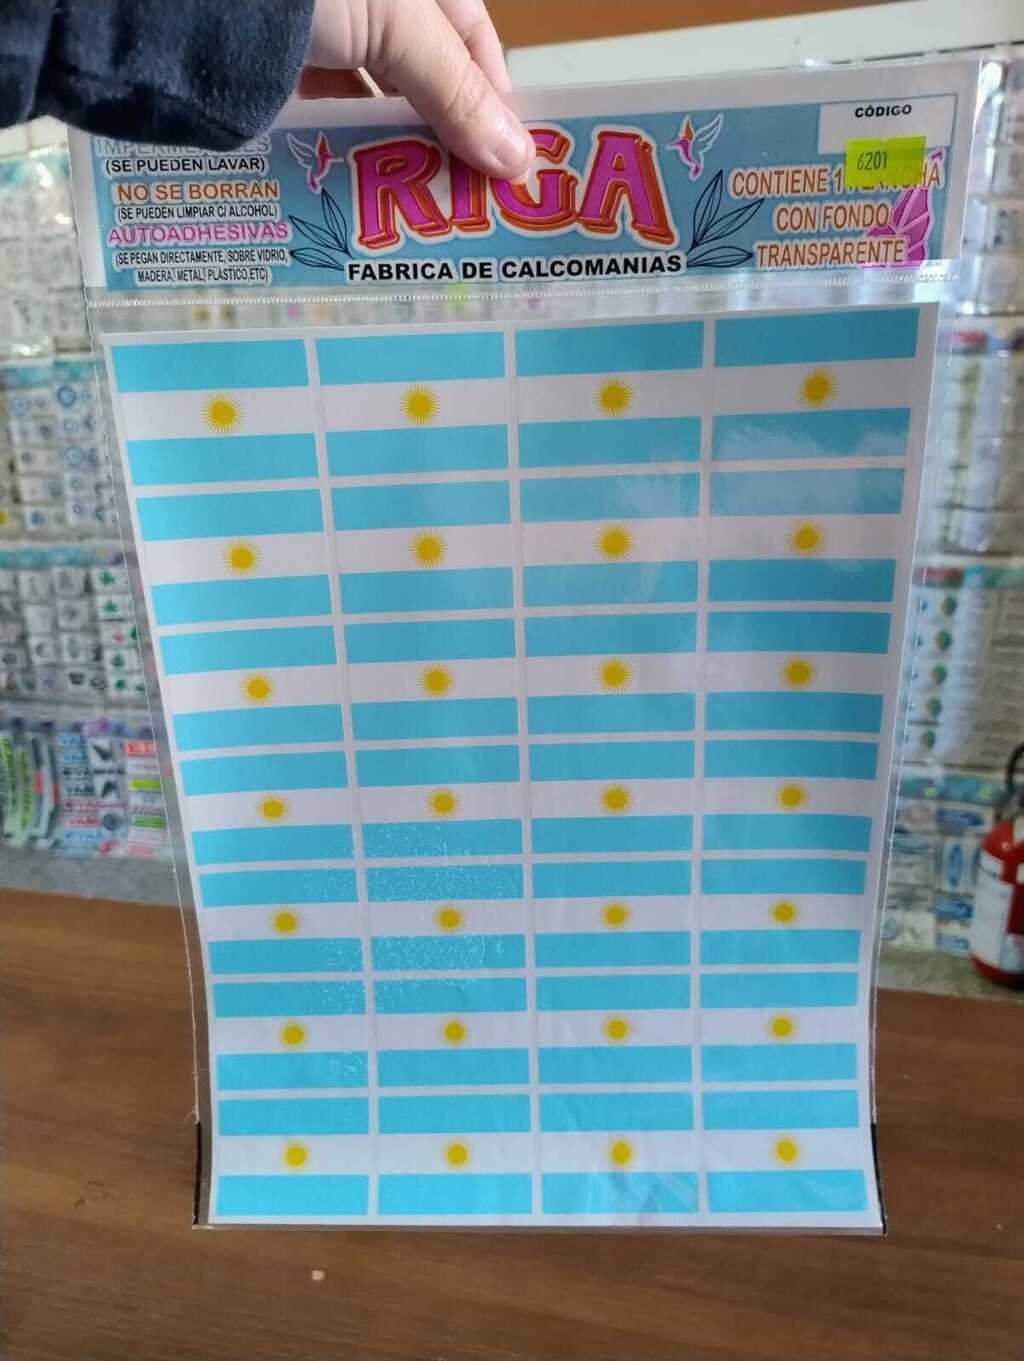 IMPERMEABLES
(SE PUEDEN LAVAR)
NO SE BORRAN
(SE PUEDEN LIMPIAR C/ ALCOHOL)
AUTOADHESIVAS
(SE PEGAN DIRECTAMENTE, SOBRE VIDRIO,
MADERA, METAL, PLÁSTICO, ETC)
RIGA
FABRICA DE CALCOMANIAS
CÓDIGO
6201
CONTIENE 1 PLANCHA
CON FONDO
TRANSPARENTE